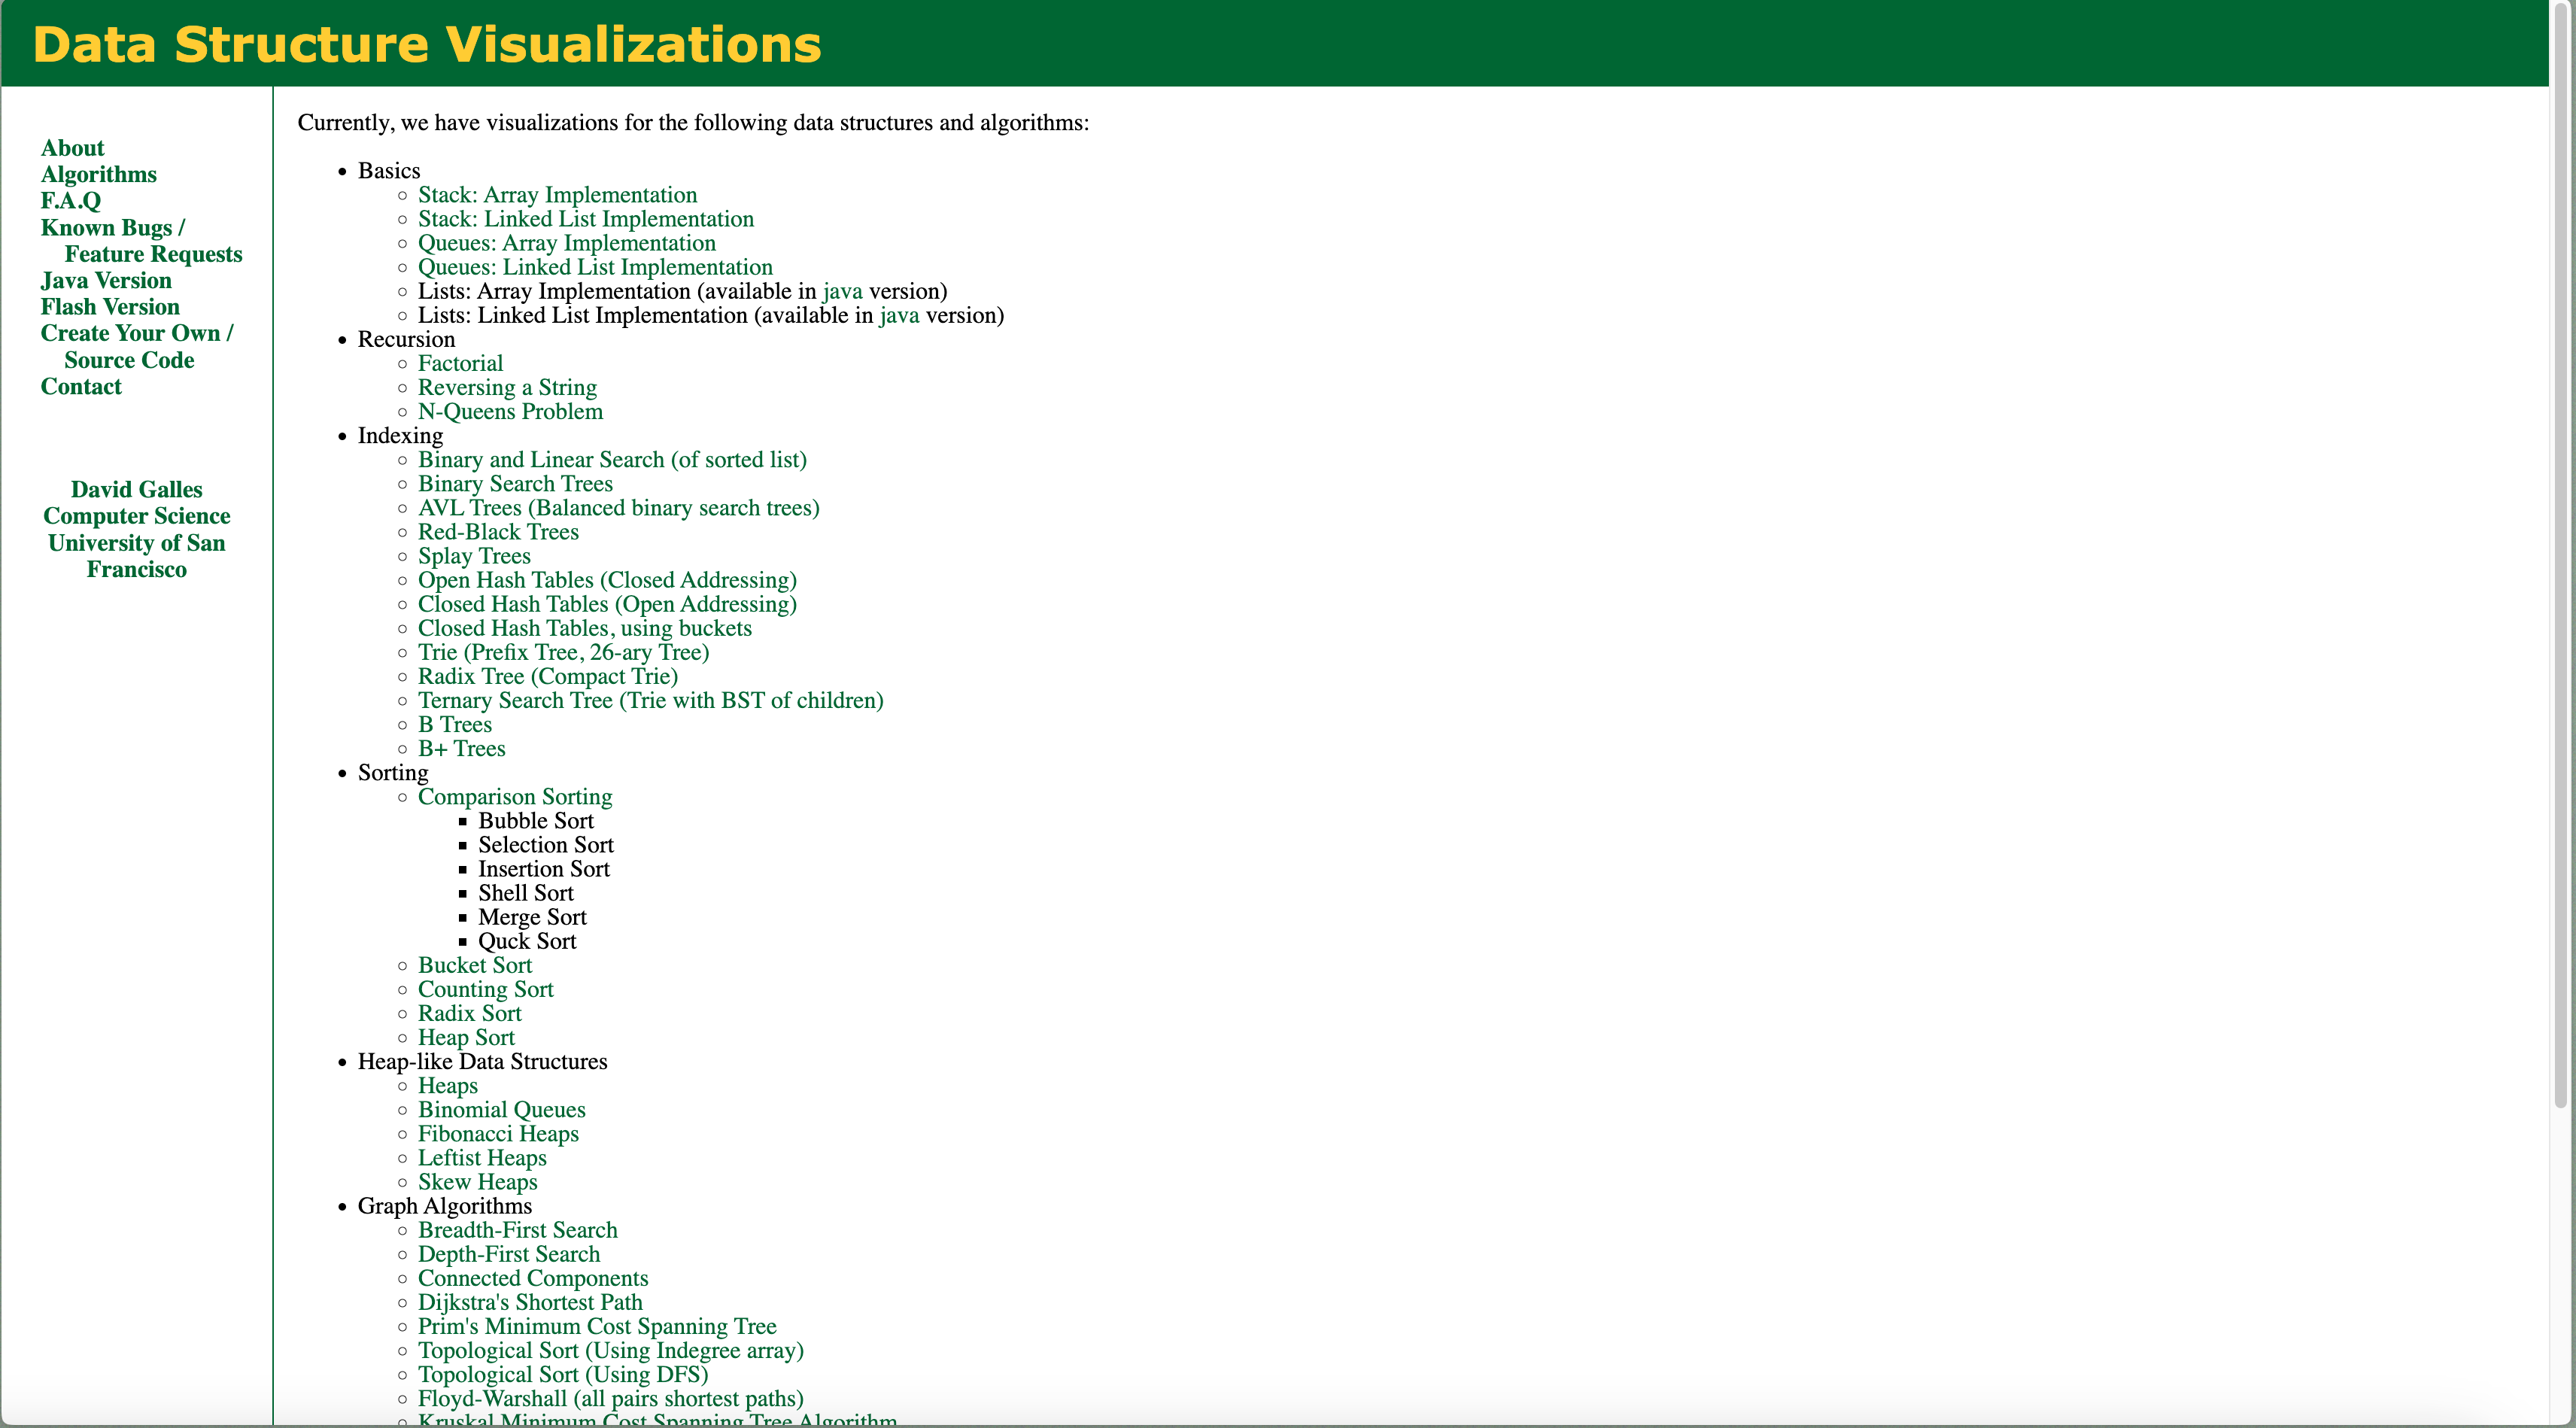 Data Structure Visualizations
About
Algorithms
F.A.Q
Known Bugs /
Feature Requests
Java Version
Flash Version
Create Your Own /
Source Code
Contact
David Galles
Computer Science
University of San
Francisco
Currently, we have visualizations for the following data structures and algorithms:
Basics
Stack: Array Implementation
Stack: Linked List Implementation
Queues: Array Implementation
Queues: Linked List Implementation
Lists: Array Implementation (available in java version)
Lists: Linked List Implementation (available in java version)
Recursion
Factorial
Reversing a String
N-Queens Problem
Indexing
Binary and Linear Search (of sorted list)
Binary Search Trees
AVL Trees (Balanced binary search trees)
Red-Black Trees
Splay Trees
Open Hash Tables (Closed Addressing)
Closed Hash Tables (Open Addressing)
Closed Hash Tables, using buckets
Trie (Prefix Tree, 26-ary Tree)
Radix Tree (Compact Trie)
Ternary Search Tree (Trie with BST of children)
B Trees
B+ Trees
Sorting
Comparison Sorting
Bubble Sort
Selection Sort
Insertion Sort
Shell Sort
Merge Sort
Quck Sort
Bucket Sort
Counting Sort
Radix Sort
Heap Sort
Heap-like Data Structures
Heaps
Binomial Queues
Fibonacci Heaps
Leftist Heaps
Skew Heaps
Graph Algorithms
Breadth-First Search
Depth-First Search
Connected Components
Dijkstra's Shortest Path
Prim's Minimum Cost Spanning Tree
Topological Sort (Using Indegree array)
Topological Sort (Using DFS)
Floyd-Warshall (all pairs shortest paths)
Kruskal Minimum Cost Spanning Tree Algorithm